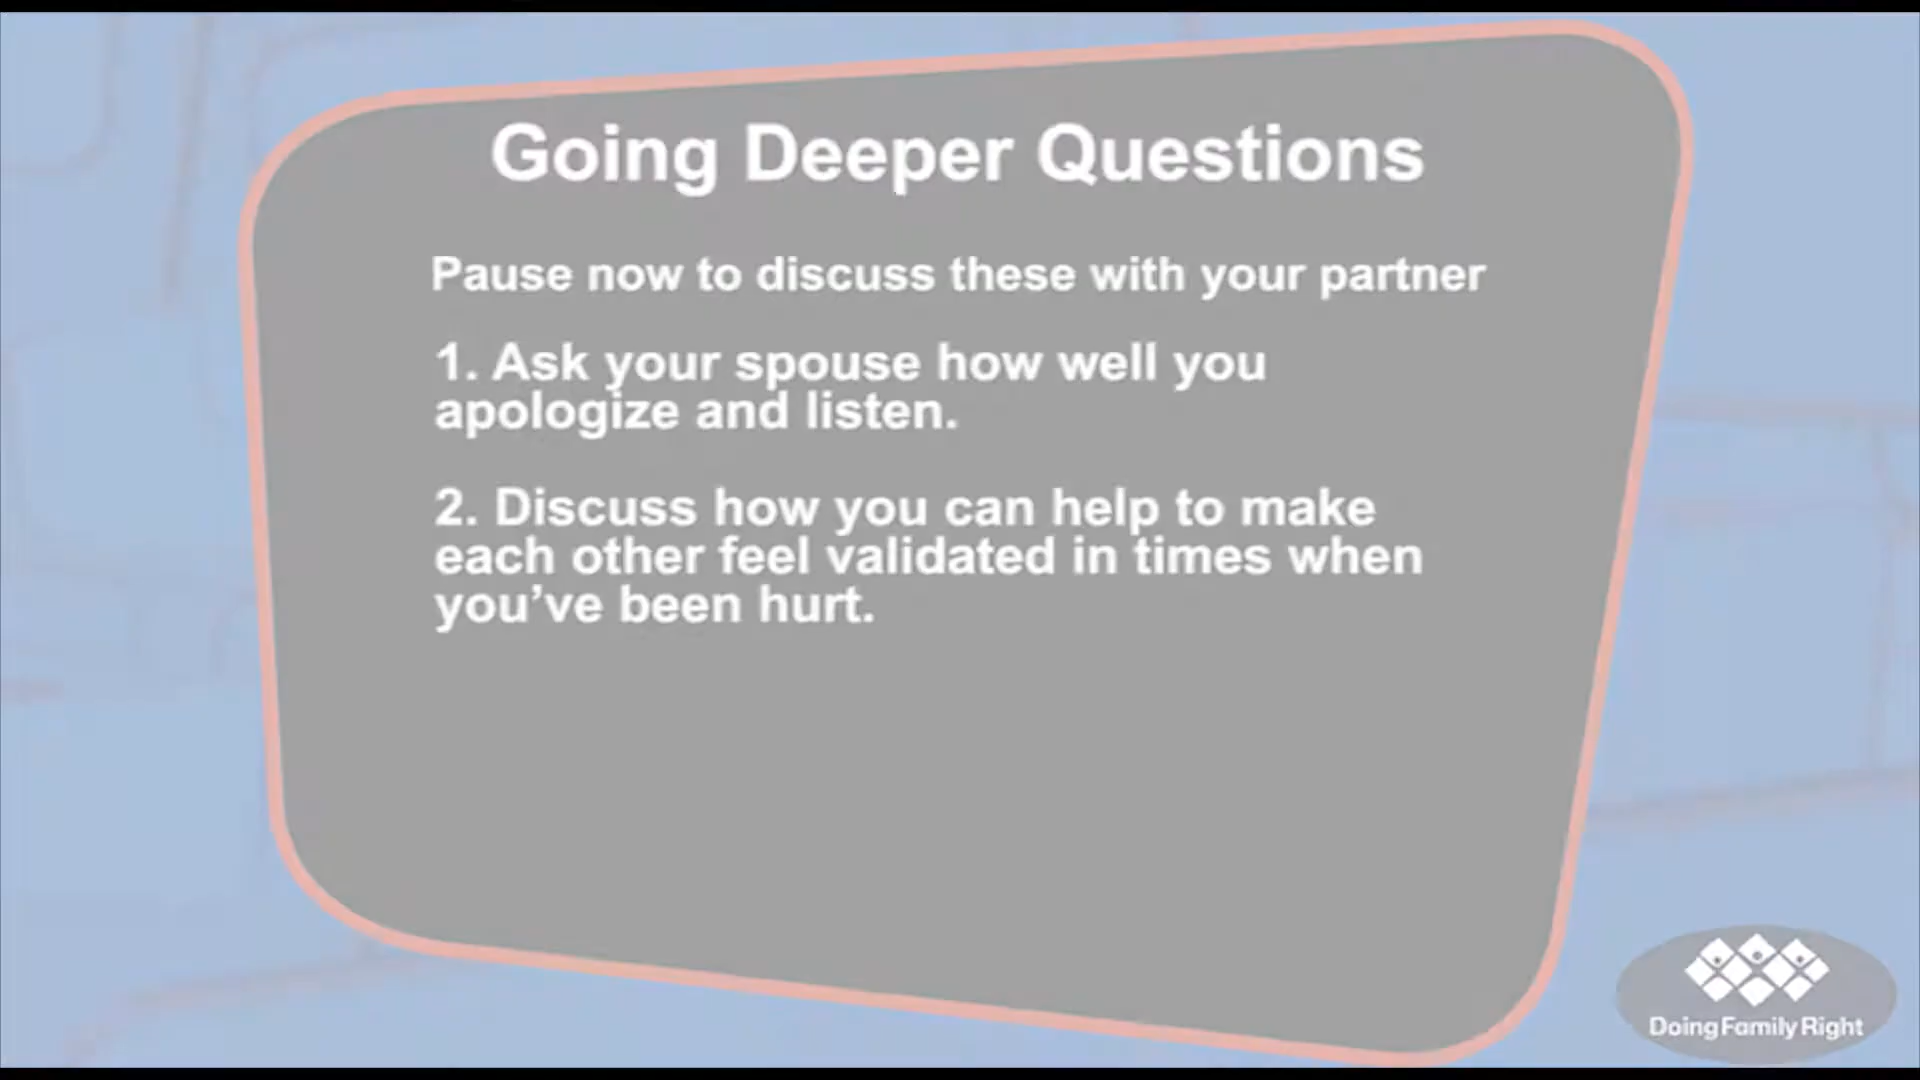 Going Deeper Questions
Pause now to discuss these with your partner
1. Ask your spouse how well you
apologize and listen.
2. Discuss how you can help to make
each other feel validated in times when
you’ve been hurt.
Doing Family Right